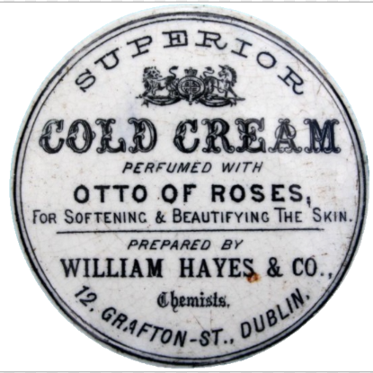 SUPERIOR
COLD CREAM
PERFUMED WITH
OTTO OF ROSES,
FOR SOFTENING & BEAUTIFYING THE SKIN.
PREPARED BY
WILLIAM HAYES & CO.,
Chemists,
12, GRAFTON-ST., DUBLIN.